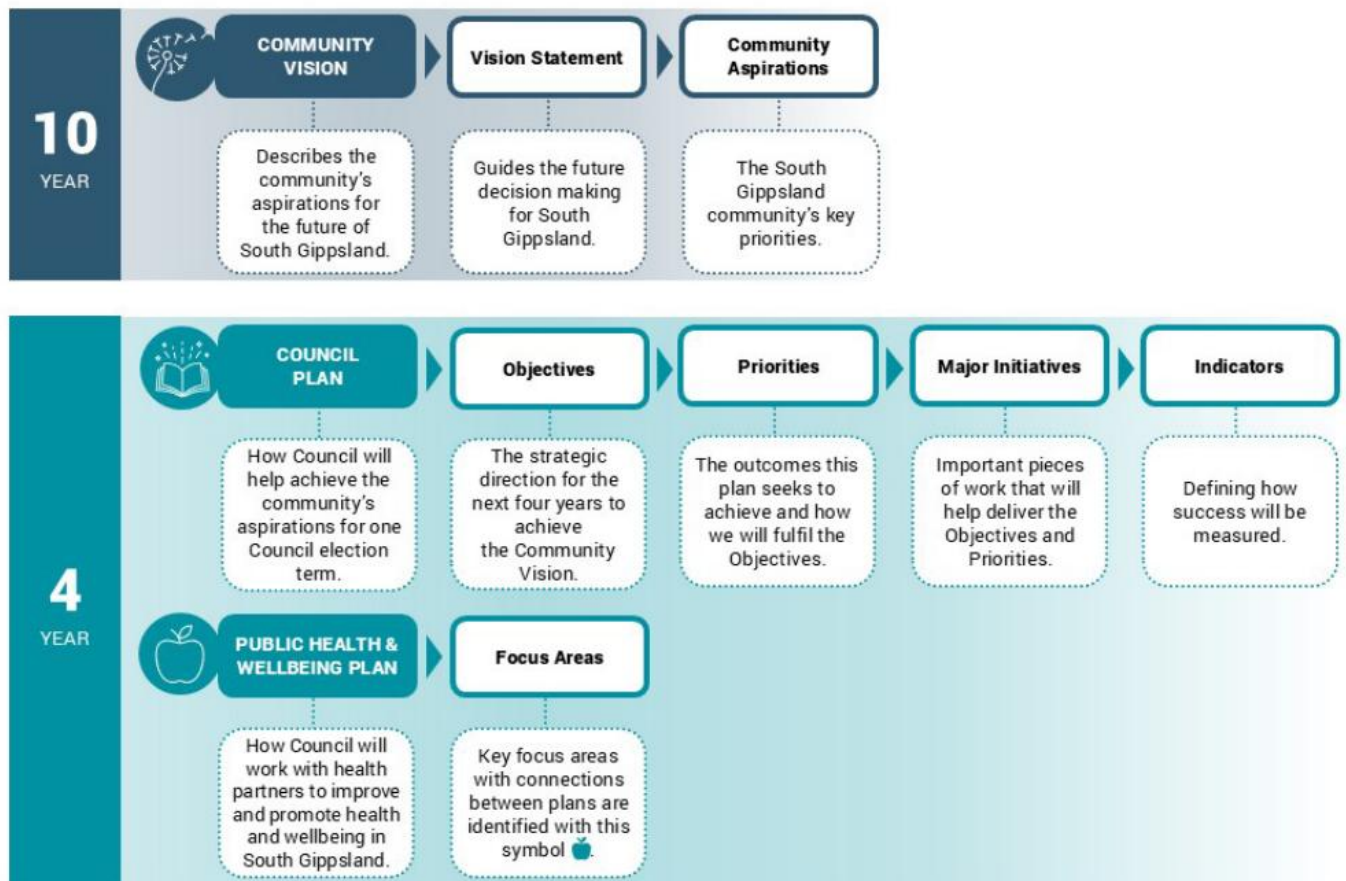 10
YEAR
COMMUNITY
VISION
Vision Statement
Community
Aspirations
Describes the
community's
aspirations for
the future of
South Gippsland.
Guides the future
decision making
for South
Gippsland.
The South
Gippsland
community's key
priorities.
4
YEAR
COUNCIL
PLAN
Objectives
Priorities
Major Initiatives
Indicators
How Council will
help achieve the
community's
aspirations for one
Council election
term.
The strategic
direction for the
next four years to
achieve
the Community
Vision.
The outcomes this
plan seeks to
achieve and how
we will fulfil the
Objectives.
Important pieces
of work that will
help deliver the
Objectives and
Priorities.
Defining how
success will be
measured.
PUBLIC HEALTH &
WELLBEING PLAN
Focus Areas
How Council will
work with health
partners to improve
and promote health
and wellbeing in
South Gippsland.
Key focus areas
with connections
between plans are
identified with this
symbol .